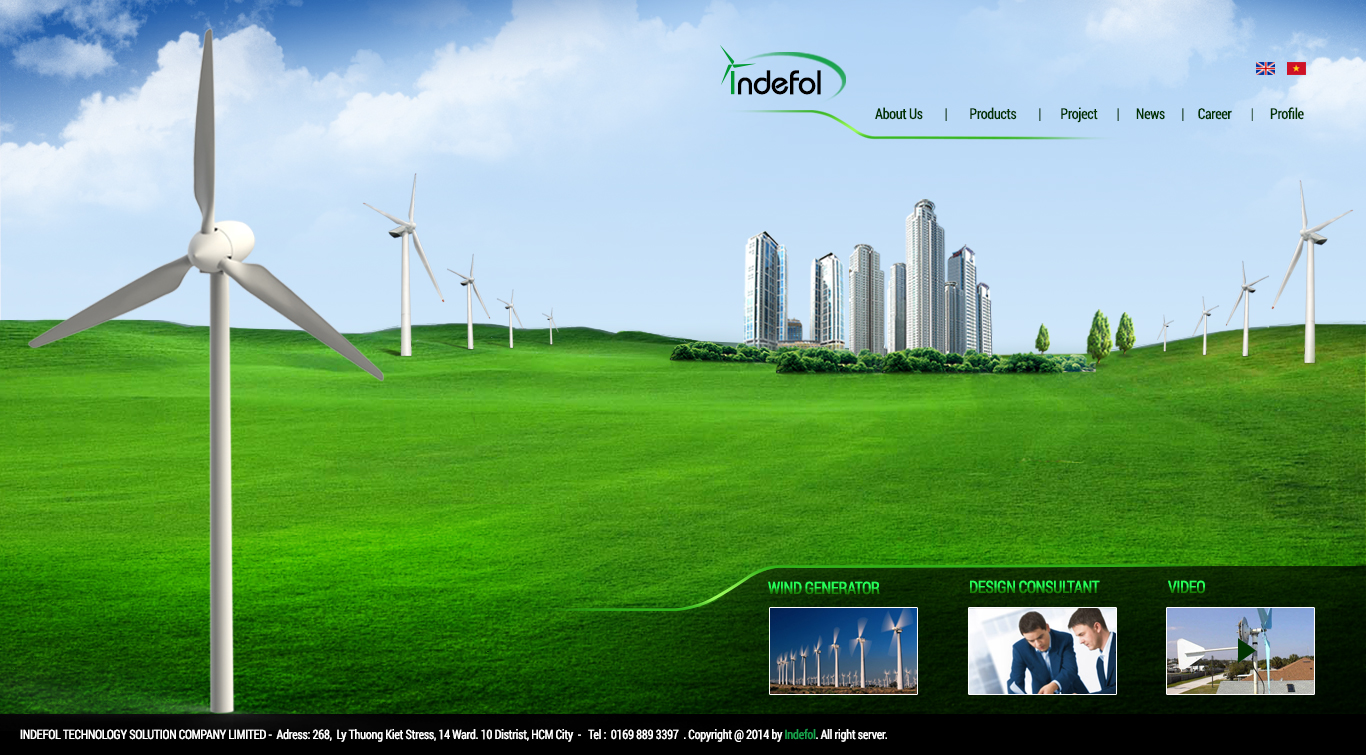 Indefol
About Us | Products | Project | News | Career | Profile
WIND GENERATOR DESIGN CONSULTANT VIDEO
INDEFOL TECHNOLOGY SOLUTION COMPANY LIMITED - Adress: 268, Ly Thuong Kiet Stress, 14 Ward. 10 Distrist, HCM City - Tel : 0169 889 3397 . Copyright @ 2014 by Indefol. All right server.